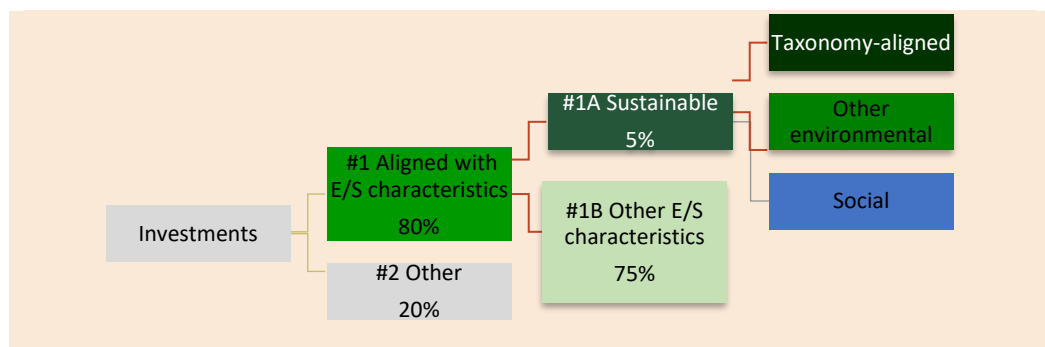 Investments
#1 Aligned with
E/S characteristics
80%
#2 Other
20%
#1A Sustainable
5%
#1B Other E/S
characteristics
75%
Taxonomy-aligned
Other
environmental
Social